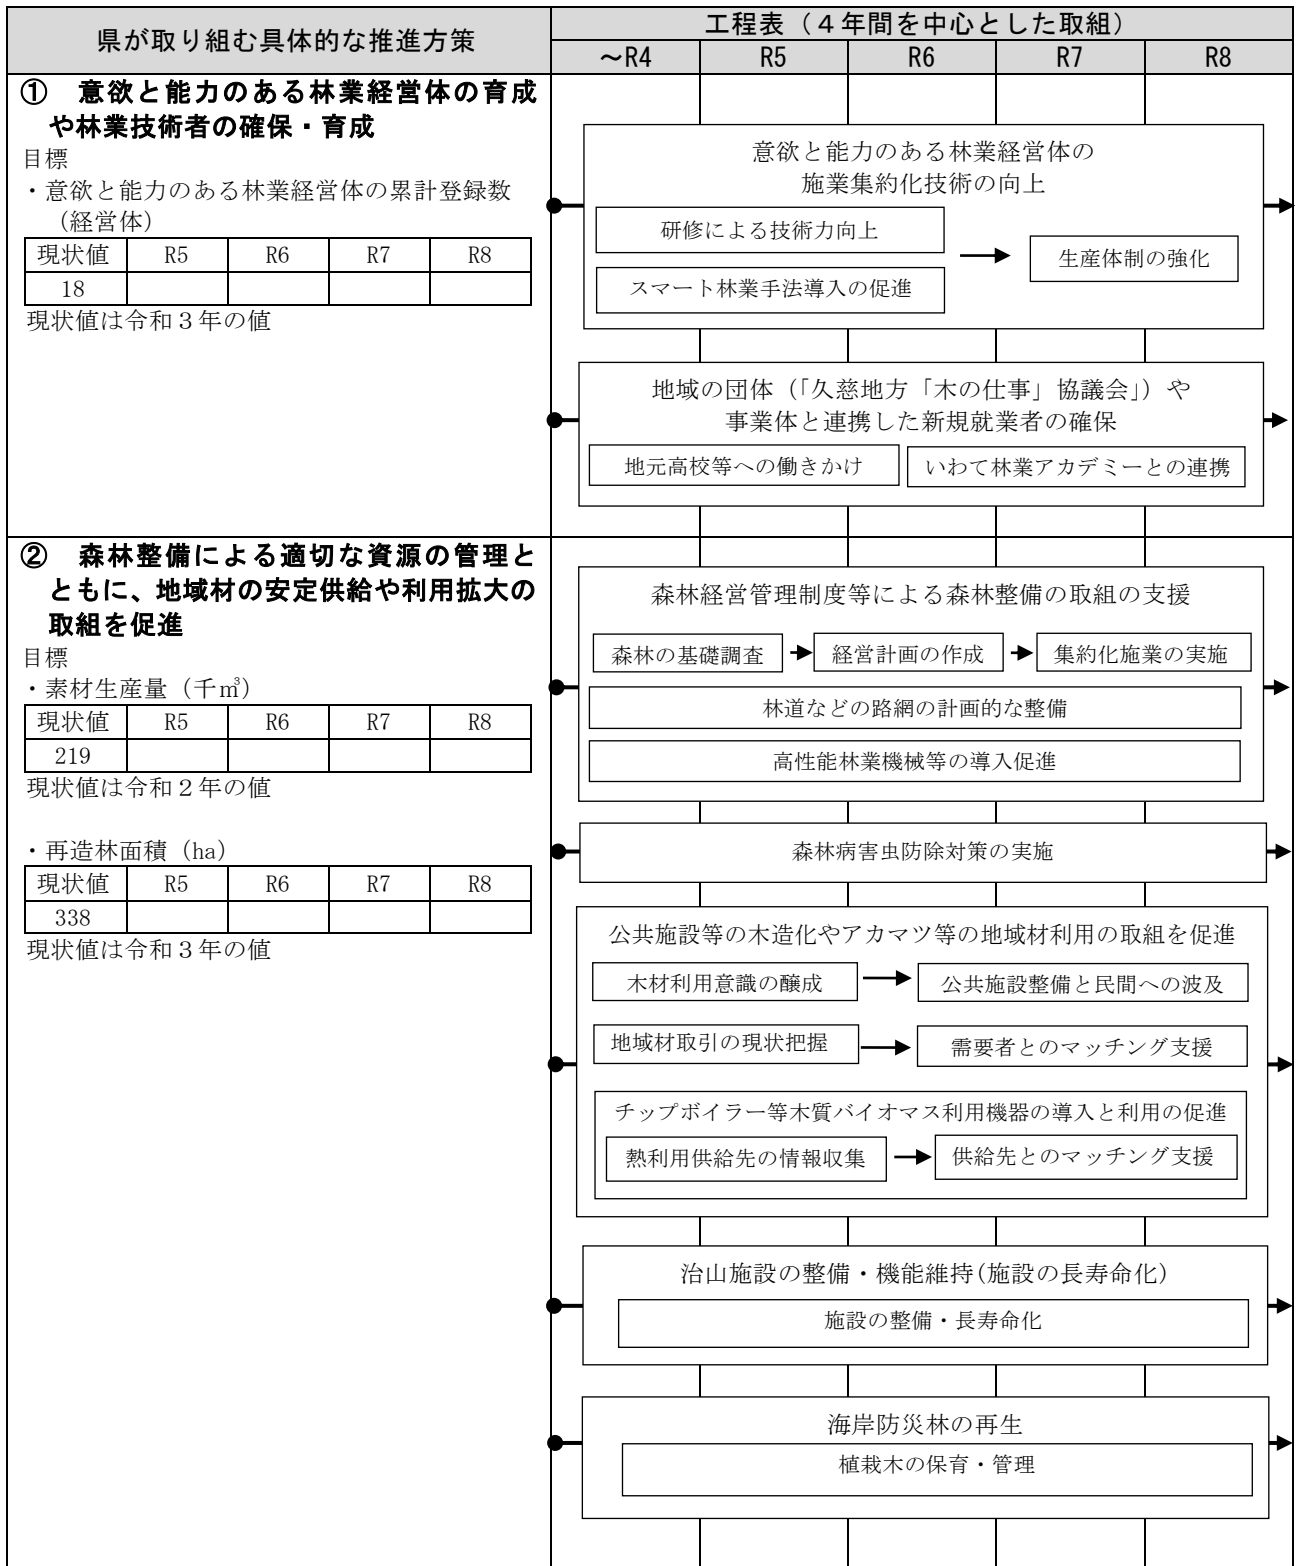 県が取り組む具体的な推進方策
工程表（４年間を中心とした取組）
～R4 R5 R6 R7 R8
① 意欲と能力のある林業経営体の育成
や林業技術者の確保・育成
目標
・意欲と能力のある林業経営体の累計登録数
（経営体）
現状値 R5 R6 R7 R8
18
現状値は令和３年の値
意欲と能力のある林業経営体の
施業集約化技術の向上
研修による技術力向上
スマート林業手法導入の促進
生産体制の強化
地域の団体（「久慈地方「木の仕事」協議会」）や
事業体と連携した新規就業者の確保
地元高校等への働きかけ
いわて林業アカデミーとの連携
② 森林整備による適切な資源の管理と
ともに、地域材の安定供給や利用拡大の
取組を促進
目標
・素材生産量（千㎥）
現状値 R5 R6 R7 R8
219
現状値は令和２年の値
・再造林面積（ha）
現状値 R5 R6 R7 R8
338
現状値は令和３年の値
森林経営管理制度等による森林整備の取組の支援
森林の基礎調査
経営計画の作成
集約化施業の実施
林道などの路網の計画的な整備
高性能林業機械等の導入促進
森林病害虫防除対策の実施
公共施設等の木造化やアカマツ等の地域材利用の取組を促進
木材利用意識の醸成
公共施設整備と民間への波及
地域材取引の現状把握
需要者とのマッチング支援
チップボイラー等木質バイオマス利用機器の導入と利用の促進
熱利用供給先の情報収集
供給先とのマッチング支援
治山施設の整備・機能維持(施設の長寿命化)
施設の整備・長寿命化
海岸防災林の再生
植栽木の保育・管理